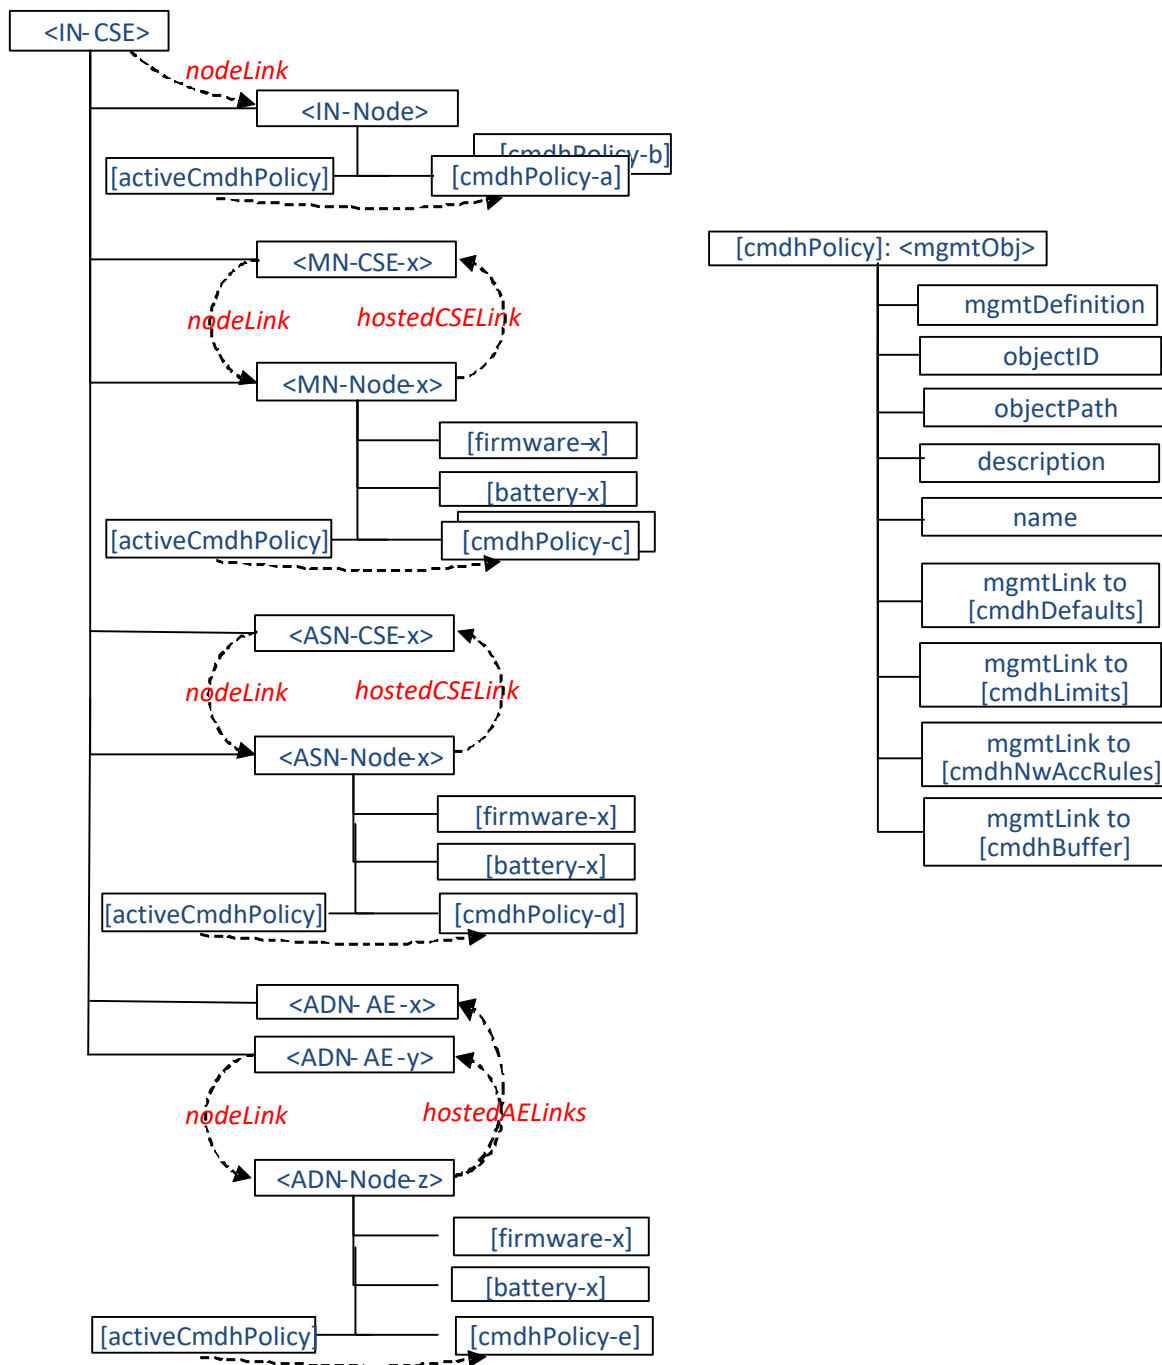 <IN-CSE>
nodeLink
<IN-Node>
[cmdhPolicy-b]
[activeCmdhPolicy]
[cmdhPolicy-a]
<MN-CSE-x>
nodeLink
hostedCSELink
<MN-Node-x>
[firmware-x]
[battery-x]
[activeCmdhPolicy]
[cmdhPolicy-c]
<ASN-CSE-x>
nodeLink
hostedCSELink
<ASN-Node-x>
[firmware-x]
[battery-x]
[activeCmdhPolicy]
[cmdhPolicy-d]
<ADN-AE-x>
<ADN-AE-y>
nodeLink
hostedAELinks
<ADN-Node-z>
[firmware-x]
[battery-x]
[activeCmdhPolicy]
[cmdhPolicy-e]
[cmdhPolicy]: <mgmtObj>
mgmtDefinition
objectID
objectPath
description
name
mgmtLink to
[cmdhDefaults]
mgmtLink to
[cmdhLimits]
mgmtLink to
[cmdhNwAccRules]
mgmtLink to
[cmdhBuffer]